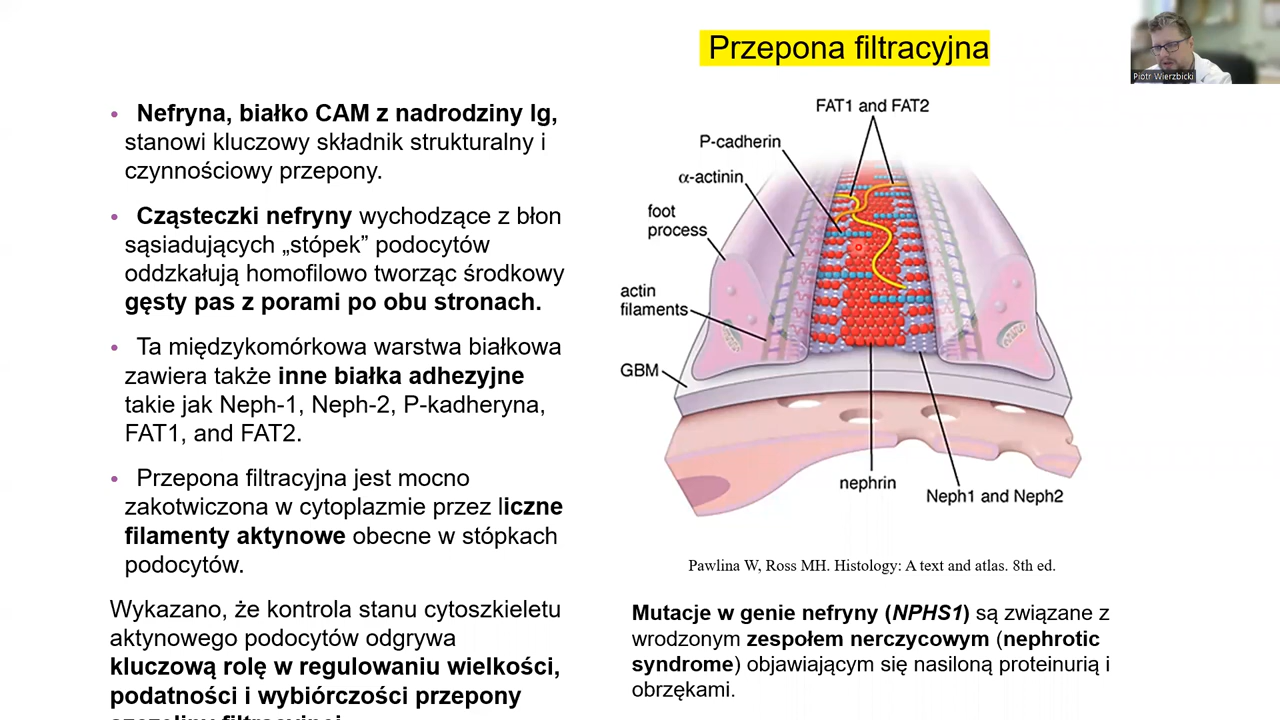 Przepona filtracyjna
Piotr Wierzbicki
• Nefryna, białko CAM z nadrodziny Ig,
stanowi kluczowy składnik strukturalny i
czynnościowy przepony.
• Cząsteczki nefryny wychodzące z błon
sąsiadujących „stópek” podocytów
oddzkałują homofilowo tworząc środkowy
gęsty pas z porami po obu stronach.
• Ta międzykomórkowa warstwa białkowa
zawiera także inne białka adhezyjne
takie jak Neph-1, Neph-2, P-kadheryna,
FAT1, and FAT2.
• Przepona filtracyjna jest mocno
zakotwiczona w cytoplazmie przez liczne
filamenty aktynowe obecne w stópkach
podocytów.
Wykazano, że kontrola stanu cytoszkieletu
aktynowego podocytów odgrywa
kluczową rolę w regulowaniu wielkości,
podatności i wybiórczości przepony
szczeliny filtracyjnej.
FAT1 and FAT2
P-cadherin
α-actinin
foot
process
actin
filaments
GBM
nephrin
Neph1 and Neph2
Pawlina W, Ross MH. Histology: A text and atlas. 8th ed.
Mutacje w genie nefryny (NPHS1) są związane z
wrodzonym zespołem nerczycowym (nephrotic
syndrome) objawiającym się nasiloną proteinurią i
obrzękami.